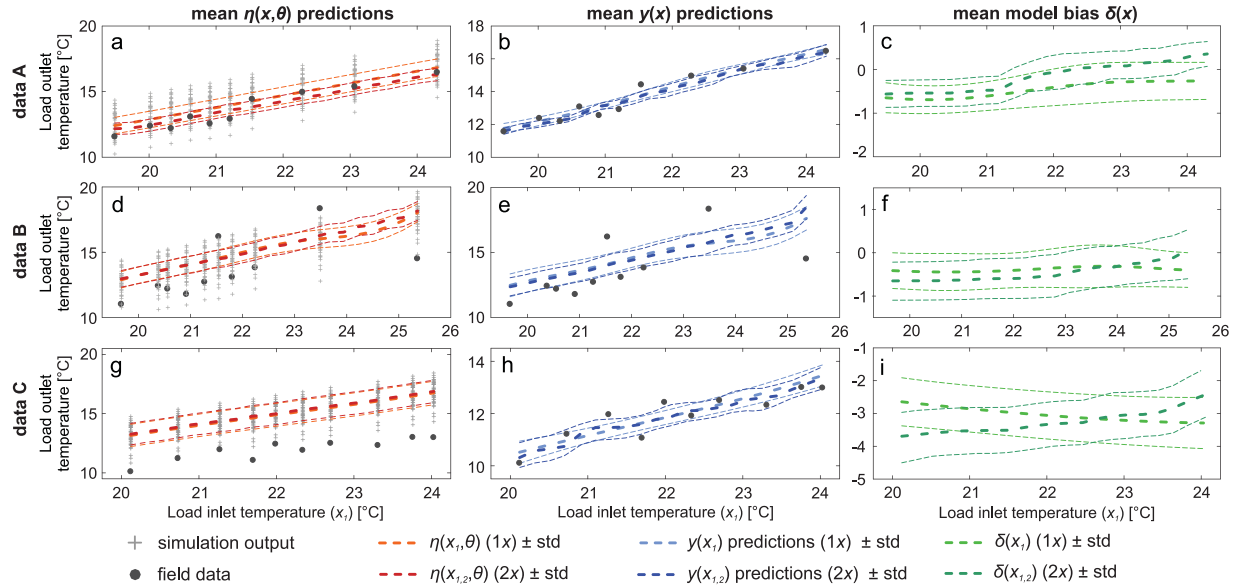 mean η(x,θ) predictions
mean y(x) predictions
mean model bias δ(x)
data A
Load outlet
temperature [°C]
20
15
10
a
20 21 22 23 24
18
16
14
12
10
b
20 21 22 23 24
1
0
-1
-2
c
20 21 22 23 24
data B
Load outlet
temperature [°C]
20
15
10
d
20 21 22 23 24 25 26
20
15
10
e
20 21 22 23 24 25 26
1
0
-1
f
20 21 22 23 24 25 26
data C
Load outlet
temperature [°C]
20
15
10
g
20 21 22 23 24
Load inlet temperature (x₁) [°C]
14
12
10
h
20 21 22 23 24
Load inlet temperature (x₁) [°C]
-1
-2
-3
-4
-5
i
20 21 22 23 24
Load inlet temperature (x₁) [°C]
simulation output
η(x₁,θ) (1x) ± std
y(x₁) predictions (1x) ± std
δ(x₁) (1x) ± std
field data
η(x₁,₂,θ) (2x) ± std
y(x₁,₂) predictions (2x) ± std
δ(x₁,₂) (2x) ± std